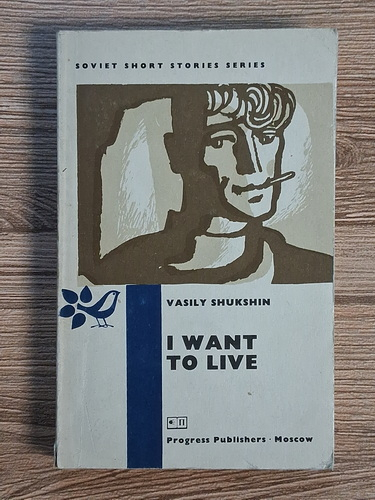 SOVIET SHORT STORIES SERIES
VASILY SHUKSHIN
I WANT
TO LIVE
Progress Publishers · Moscow